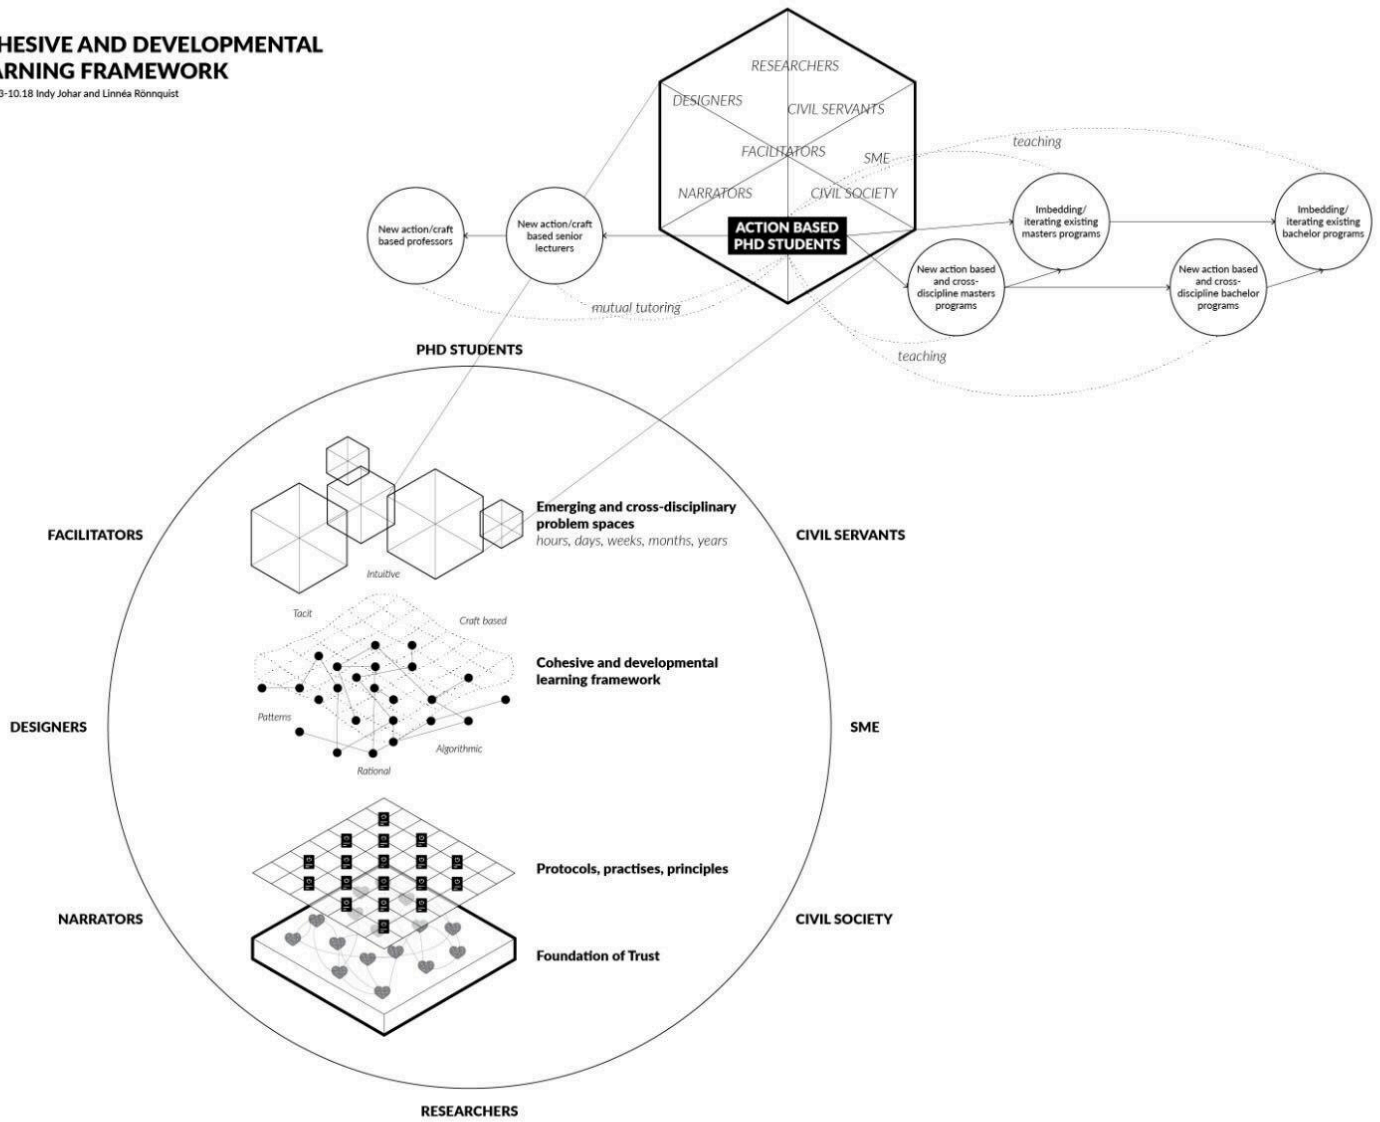 HESIVE AND DEVELOPMENTAL
ARNING FRAMEWORK
3-10.18 Indy Johar and Linnéa Rönnquist
RESEARCHERS
DESIGNERS
CIVIL SERVANTS
FACILITATORS
SME
NARRATORS
CIVIL SOCIETY
ACTION BASED
PHD STUDENTS
teaching
New action/craft
based professors
New action/craft
based senior
lecturers
Imbedding/
iterating existing
masters programs
Imbedding/
iterating existing
bachelor programs
New action based
and cross-
discipline masters
programs
New action based
and cross-
discipline bachelor
programs
mutual tutoring
teaching
PHD STUDENTS
Emerging and cross-disciplinary
problem spaces
hours, days, weeks, months, years
FACILITATORS
CIVIL SERVANTS
Intuitive
Tacit
Craft based
Cohesive and developmental
learning framework
Patterns
DESIGNERS
SME
Algorithmic
Rational
Protocols, practises, principles
NARRATORS
CIVIL SOCIETY
Foundation of Trust
RESEARCHERS